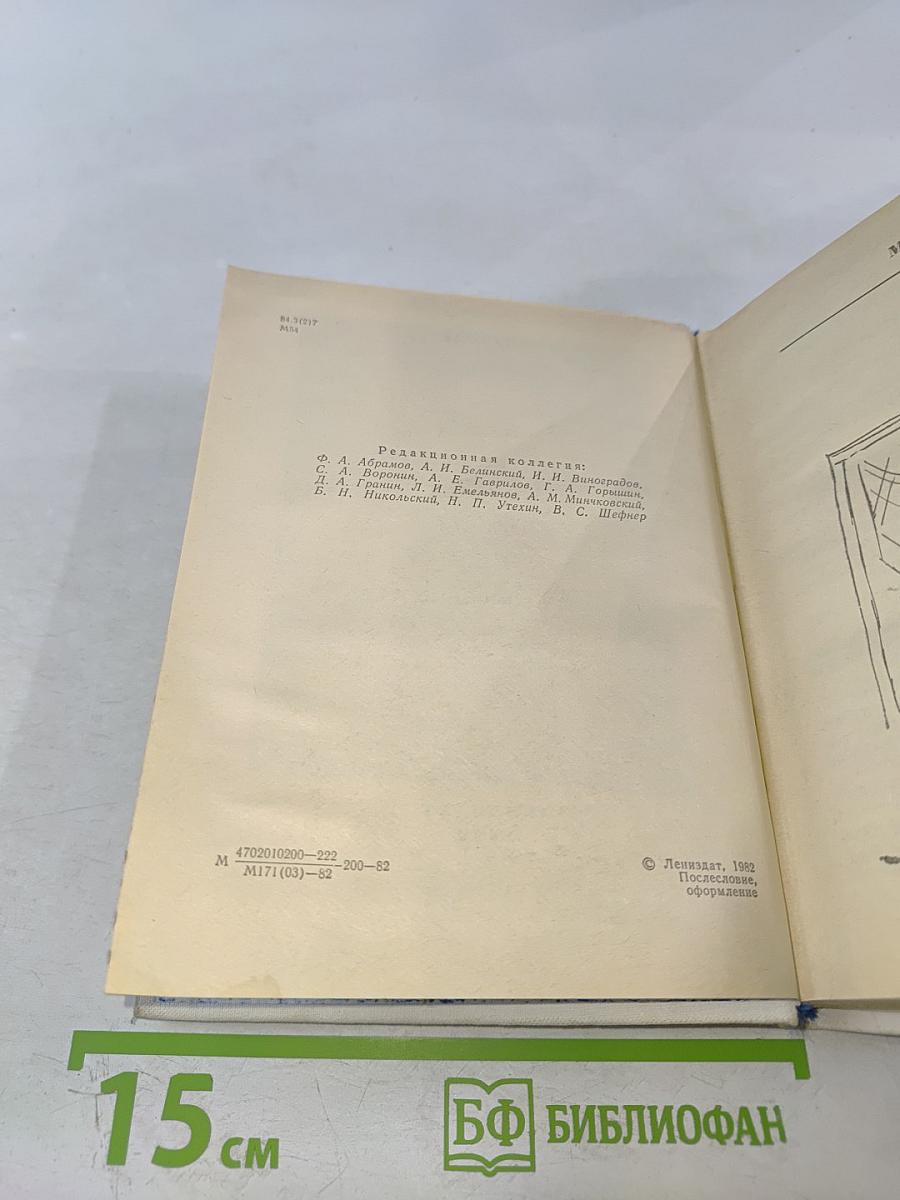 84.3(2)7
М54
Редакционная коллегия:
Ф. А. Абрамов, А. И. Белинский, И. И. Виноградов,
С. А. Воронин, А. Е. Гаврилов, Г. А. Горышин,
Д. А. Гранин, Л. И. Емельянов, А. М. Минчковский,
Б. Н. Никольский, Н. П. Утехин, В. С. Шефнер
М 4702010200—222
М171(03)—82 —200—82
© Лениздат, 1982
Послесловие,
оформление
М
15 см
БФ БИБЛИОФАН